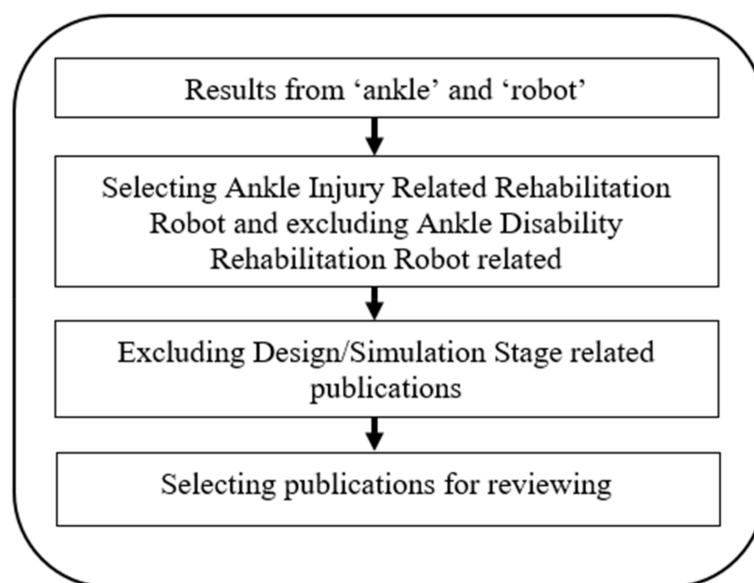 Results from ‘ankle’ and ‘robot’
Selecting Ankle Injury Related Rehabilitation
Robot and excluding Ankle Disability
Rehabilitation Robot related
Excluding Design/Simulation Stage related
publications
Selecting publications for reviewing